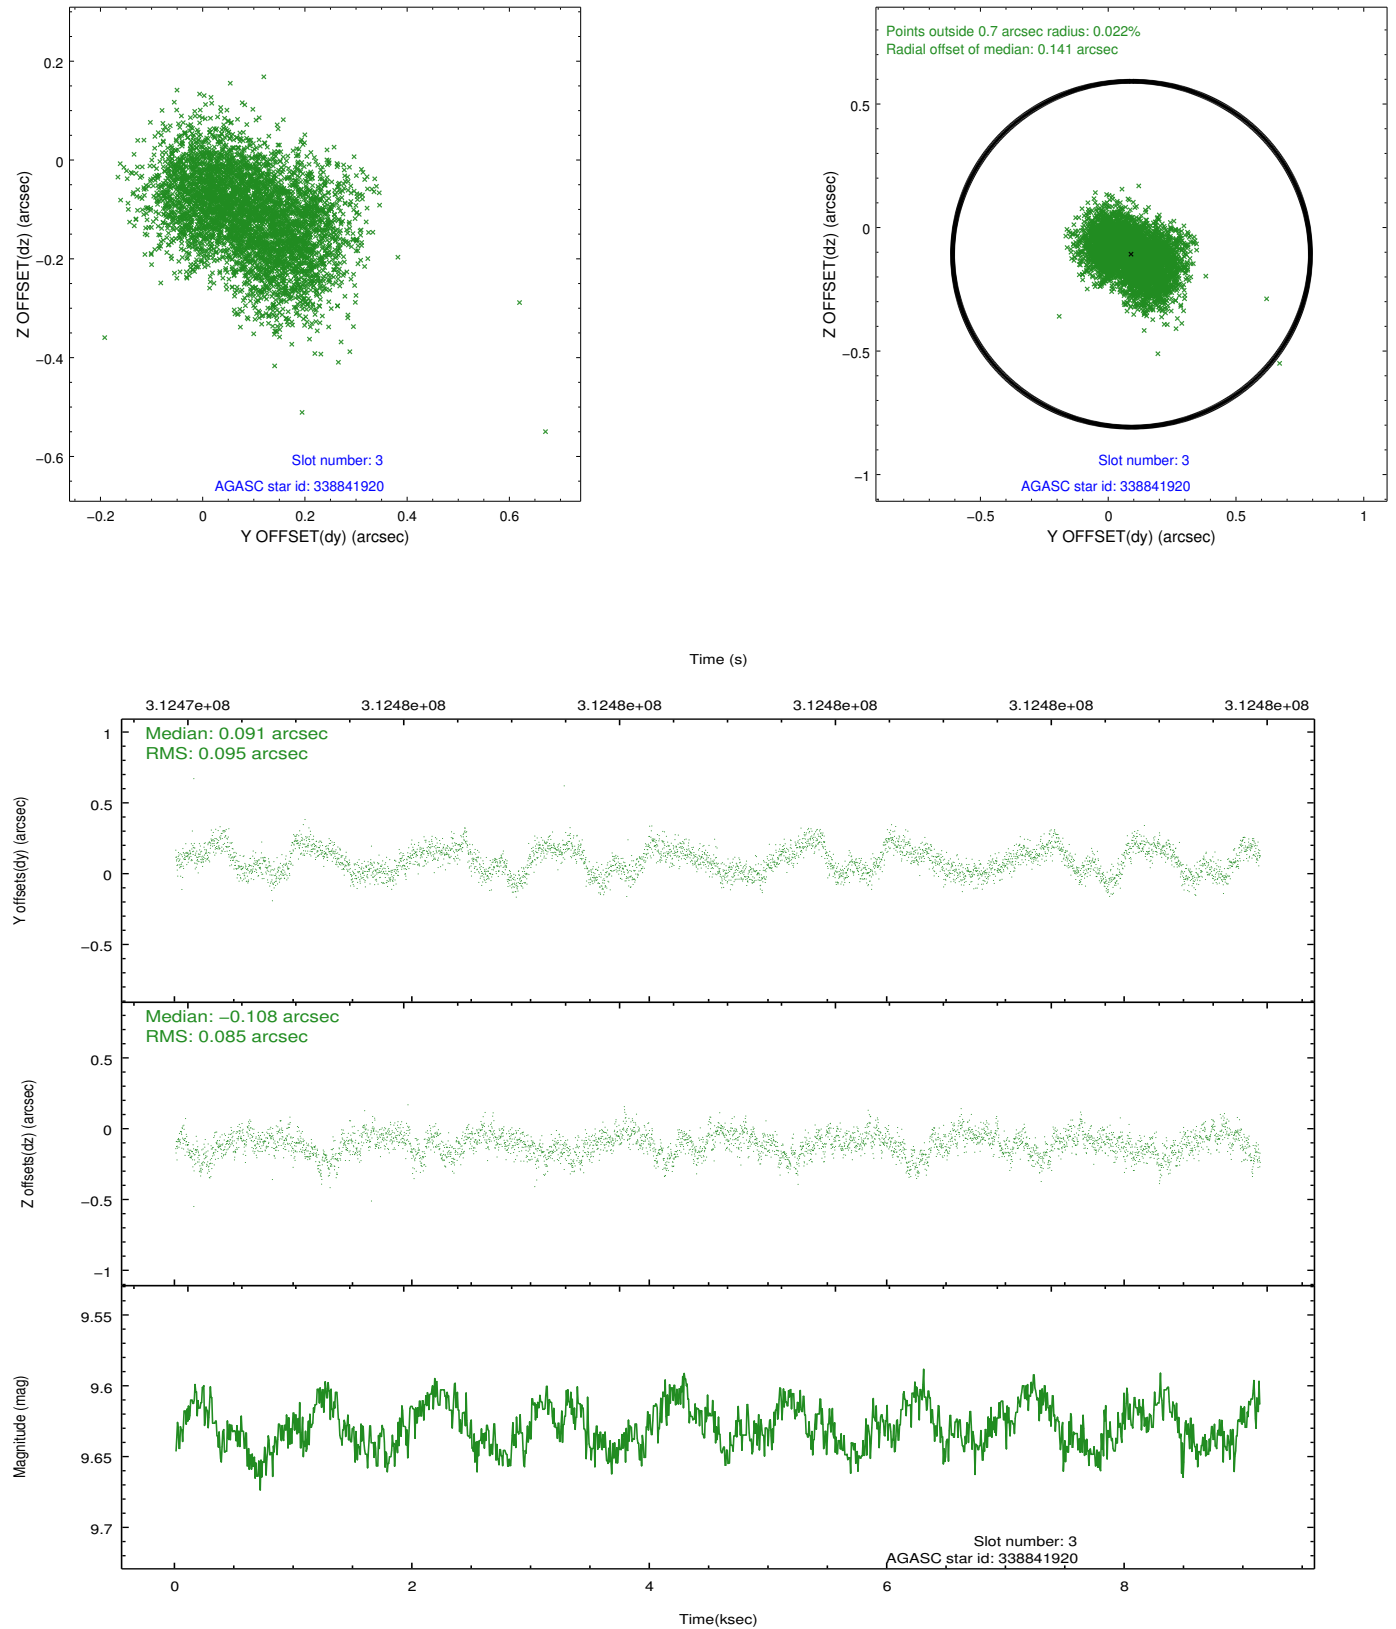 0.2
0
−0.2
−0.4
−0.6
Z OFFSET(dz) (arcsec)
Slot number: 3
AGASC star id: 338841920
−0.2
0
0.2
0.4
0.6
Y OFFSET(dy) (arcsec)
Points outside 0.7 arcsec radius: 0.022%
Radial offset of median: 0.141 arcsec
0.5
0
−0.5
−1
Z OFFSET(dz) (arcsec)
Slot number: 3
AGASC star id: 338841920
−0.5
0
0.5
1
Y OFFSET(dy) (arcsec)
Time (s)
3.1247e+08
3.1248e+08
3.1248e+08
3.1248e+08
3.1248e+08
3.1248e+08
Median: 0.091 arcsec
RMS: 0.095 arcsec
1
0.5
0
−0.5
Y offsets(dy) (arcsec)
Median: −0.108 arcsec
RMS: 0.085 arcsec
0.5
0
−0.5
−1
Z offsets(dz) (arcsec)
9.55
9.6
9.65
9.7
Magnitude (mag)
Slot number: 3
AGASC star id: 338841920
0
2
4
6
8
Time(ksec)